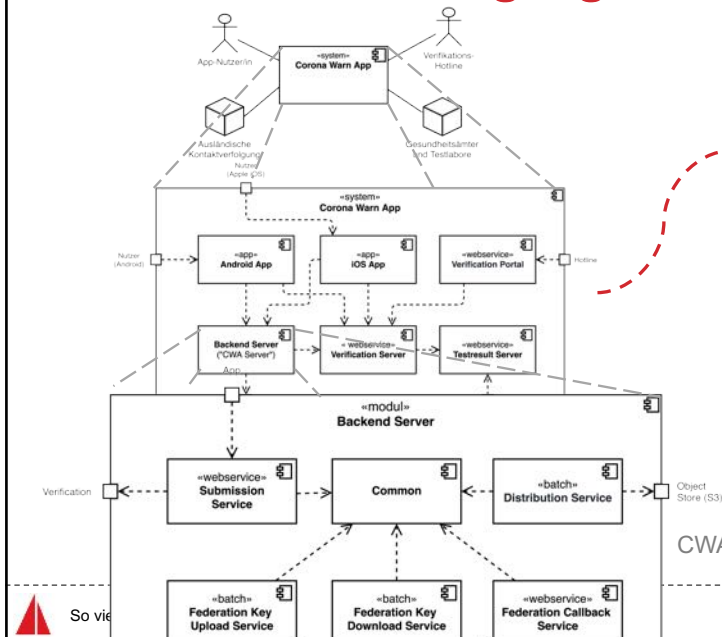 App-Nutzer/in
«system»
Corona Warn App
Verifikations-
Hotline
Ausländische
Kontaktverfolgung
Gesundheitsämter
und Testlabore
Nutzer
(Apple iOS)
«system»
Corona Warn App
Nutzer
(Android)
«app»
Android App
«app»
iOS App
«webservice»
Verification Portal
Hotline
Backend Server
("CWA Server")
«webservice»
Verification Server
«webservice»
Testresult Server
App
«modul»
Backend Server
Verification
«webservice»
Submission
Service
Common
«batch»
Distribution Service
Object
Store (S3)
CWA
«batch»
Federation Key
Upload Service
«batch»
Federation Key
Download Service
«webservice»
Federation Callback
Service
So vie